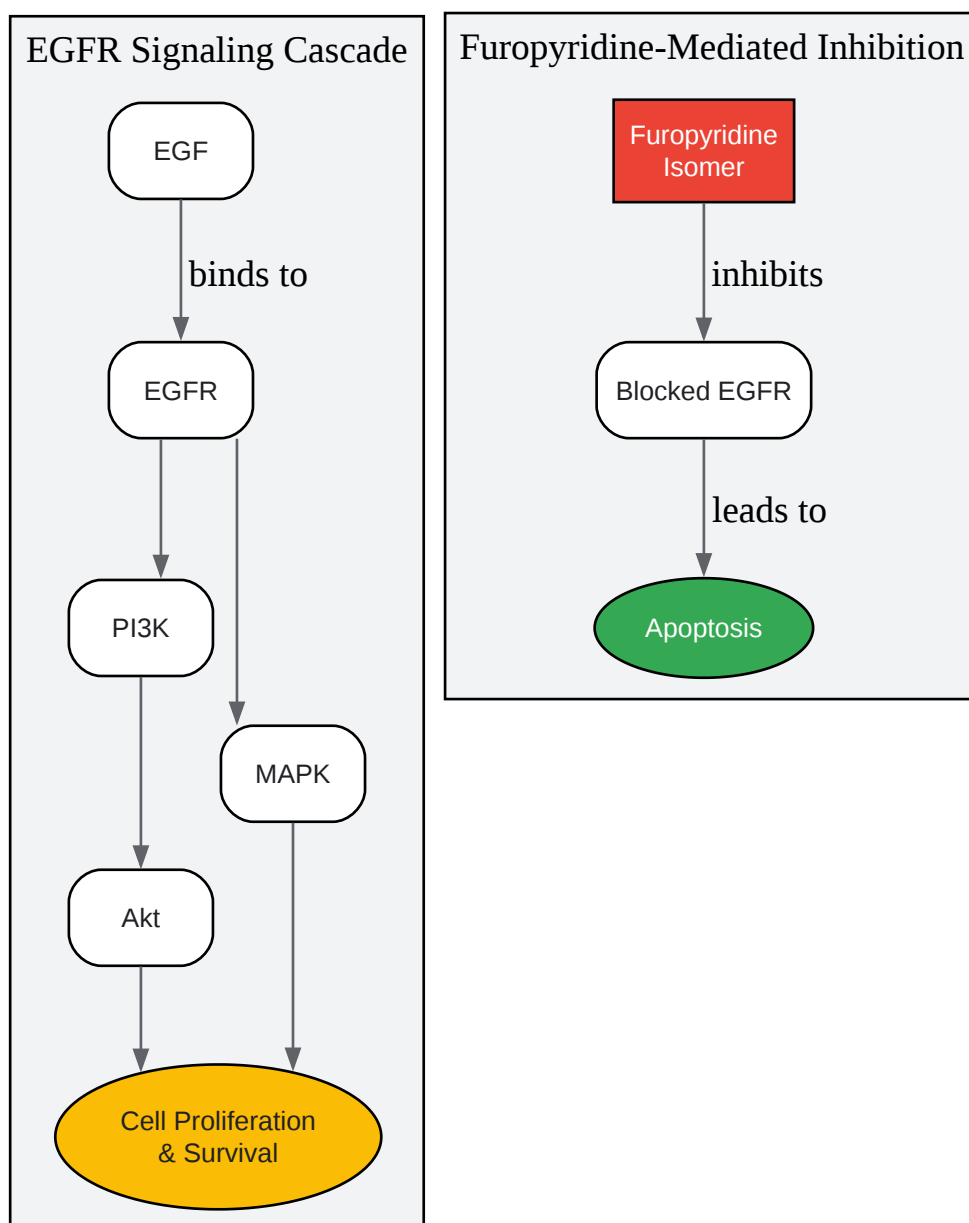 EGFR Signaling Cascade
EGF
binds to
EGFR
PI3K
MAPK
Akt
Cell Proliferation
& Survival
Furopyridine-Mediated Inhibition
Furopyridine
Isomer
inhibits
Blocked EGFR
leads to
Apoptosis